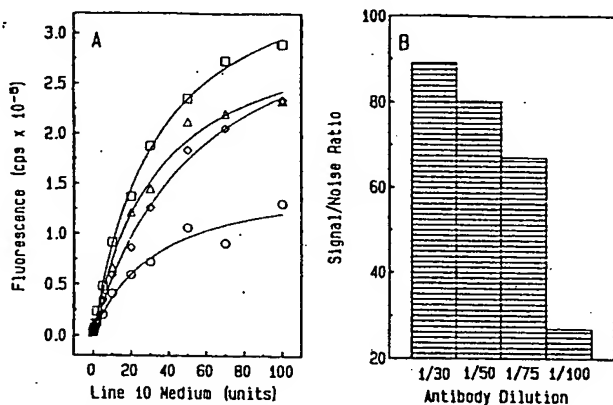 A
3.0
2.5
2.0
1.5
1.0
0.5
0.0
Fluorescence (cps x 10⁻⁵)
0 20 40 60 80 100
Line 10 Medium (units)
B
100
80
60
40
20
Signal/Noise Ratio
1/30 1/50 1/75 1/100
Antibody Dilution